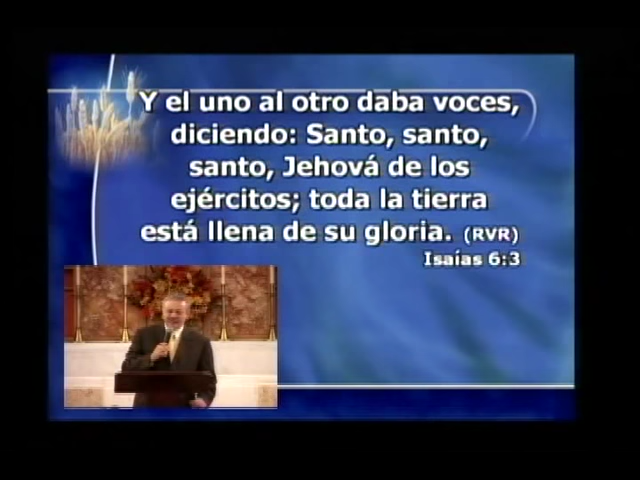 Y el uno al otro daba voces,
diciendo: Santo, santo,
santo, Jehová de los
ejércitos; toda la tierra
está llena de su gloria. (RVR)
Isaías 6:3